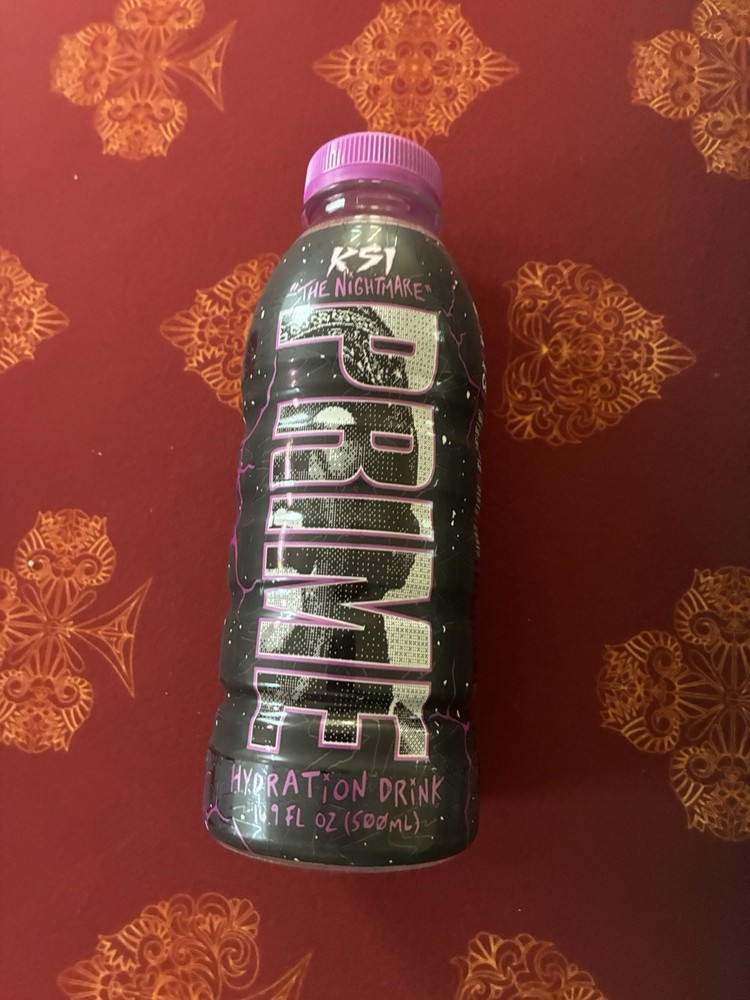 KSI
"THE NiGHTMARE"
PRIME
HYDRATiON DRiNK
16.9 FL OZ (500mL)